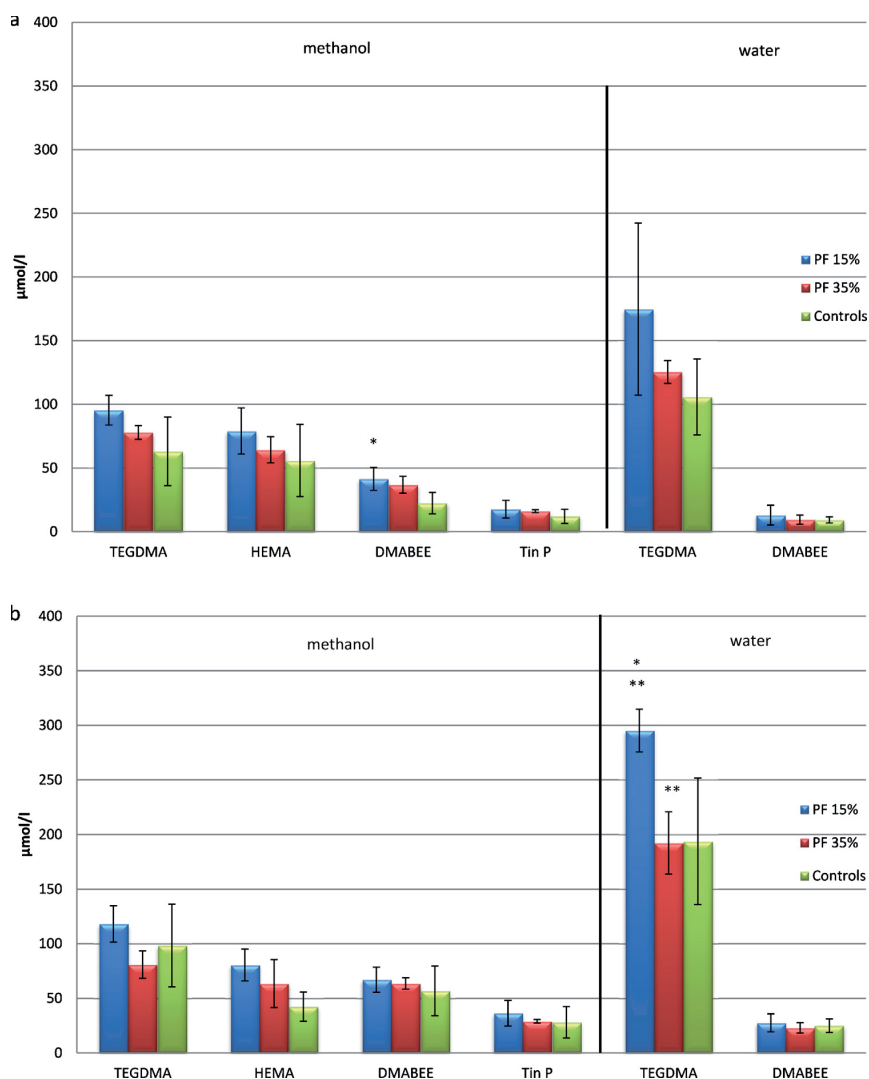 a
400
methanol
water
350
300
250
200
150
100
50
0
µmol/l
PF 15%
PF 35%
Controls
*
TEGDMA HEMA DMABEE Tin P TEGDMA DMABEE
b
400
methanol
water
350
300
250
200
150
100
50
0
µmol/l
*
**
**
PF 15%
PF 35%
Controls
TEGDMA HEMA DMABEE Tin P TEGDMA DMABEE